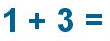 1 + 3 =